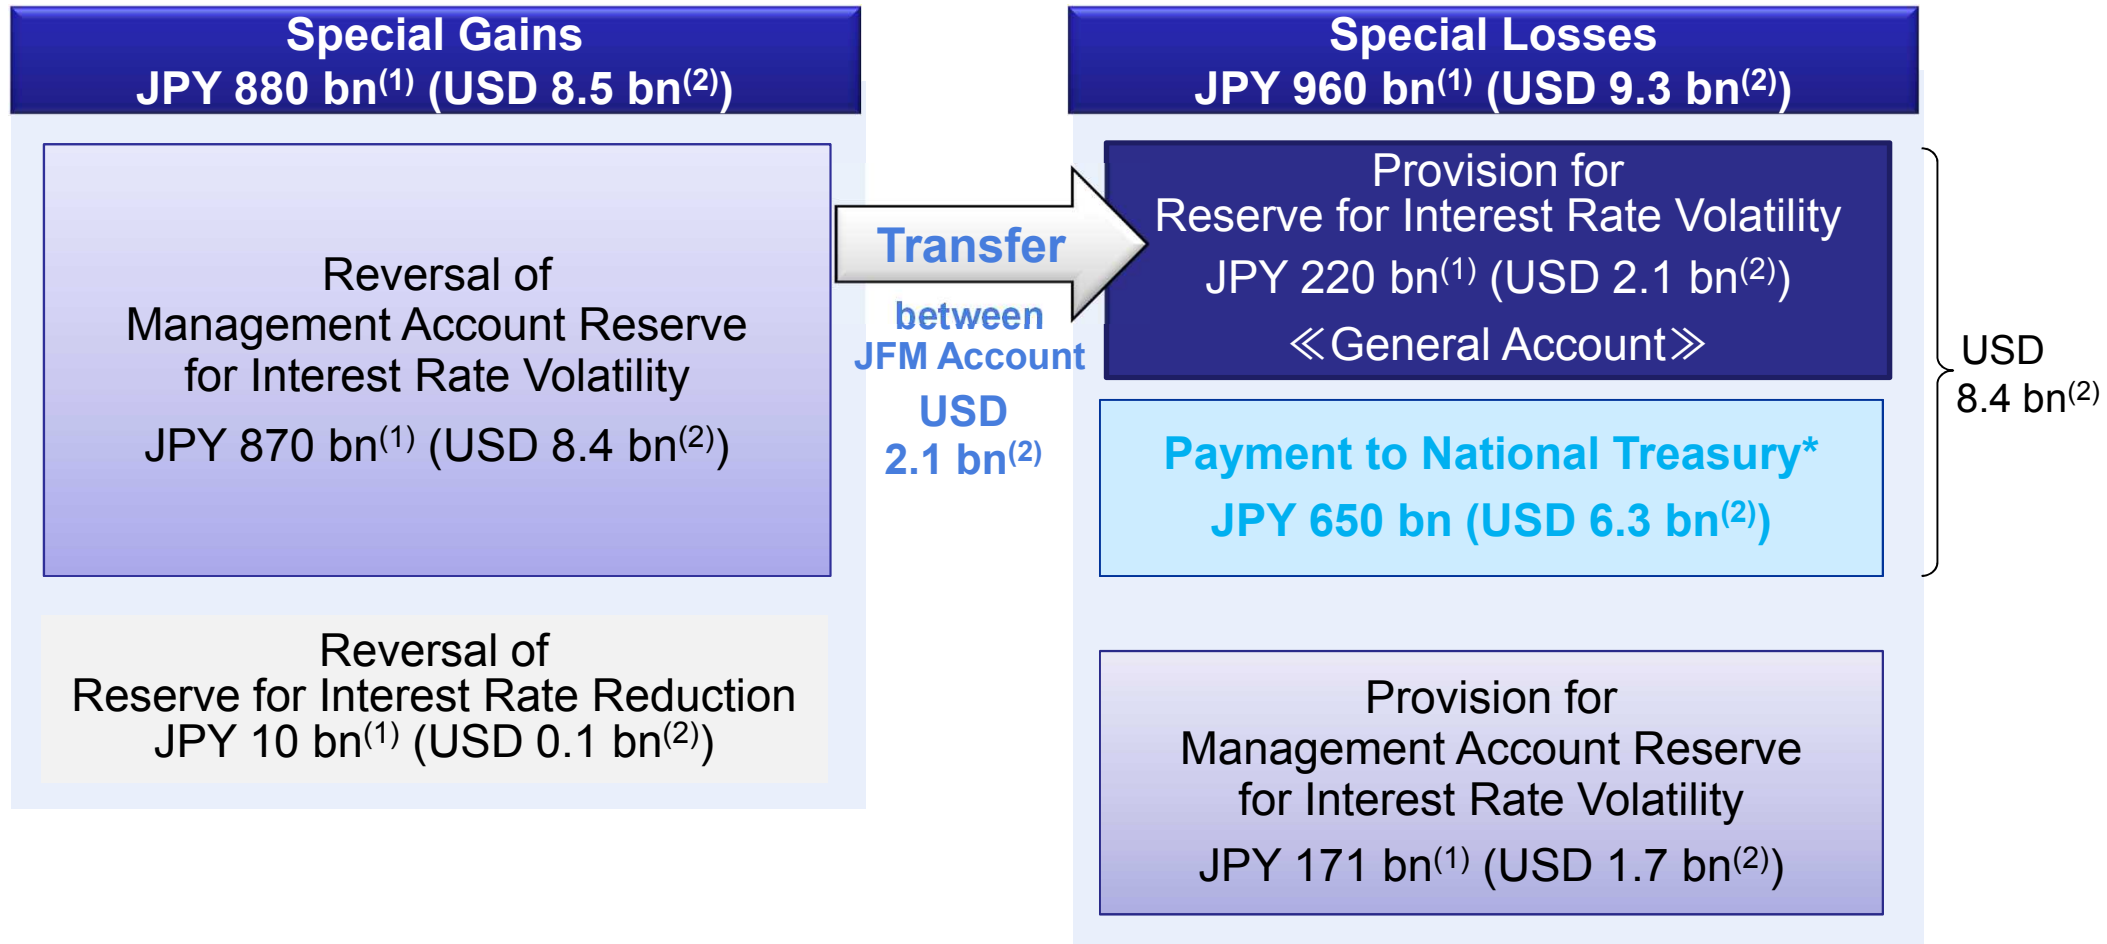 Special Gains
JPY 880 bn(1) (USD 8.5 bn(2))
Reversal of
Management Account Reserve
for Interest Rate Volatility
JPY 870 bn(1) (USD 8.4 bn(2))
Reversal of
Reserve for Interest Rate Reduction
JPY 10 bn(1) (USD 0.1 bn(2))
Transfer
between
JFM Account
USD
2.1 bn(2)
Special Losses
JPY 960 bn(1) (USD 9.3 bn(2))
Provision for
Reserve for Interest Rate Volatility
JPY 220 bn(1) (USD 2.1 bn(2))
≪General Account≫
Payment to National Treasury*
JPY 650 bn (USD 6.3 bn(2))
Provision for
Management Account Reserve
for Interest Rate Volatility
JPY 171 bn(1) (USD 1.7 bn(2))
USD
8.4 bn(2)